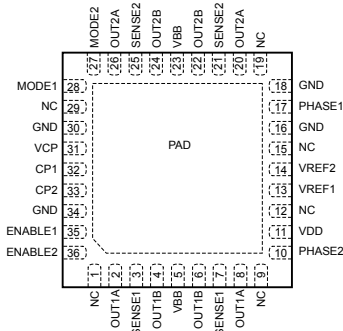 MODE2
OUT2A
SENSE2
OUT2B
VBB
OUT2B
SENSE2
OUT2A
NC
27
26
25
24
23
22
21
20
19
MODE1 28
NC 29
GND 30
VCP 31
CP1 32
CP2 33
GND 34
ENABLE1 35
ENABLE2 36
PAD
18 GND
17 PHASE1
16 GND
15 NC
14 VREF2
13 VREF1
12 NC
11 VDD
10 PHASE2
1
2
3
4
5
6
7
8
9
NC
OUT1A
SENSE1
OUT1B
VBB
OUT1B
SENSE1
OUT1A
NC